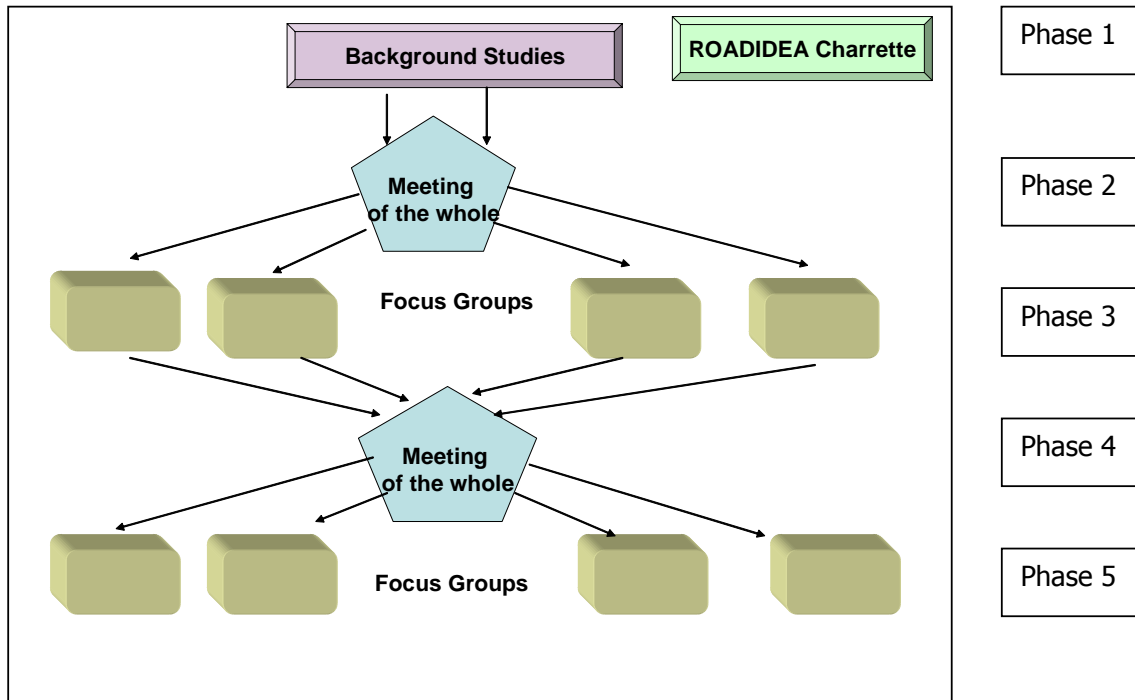 Background Studies
ROADIDEA Charrette
Phase 1
Meeting
of the whole
Phase 2
Focus Groups
Phase 3
Meeting
of the whole
Phase 4
Focus Groups
Phase 5